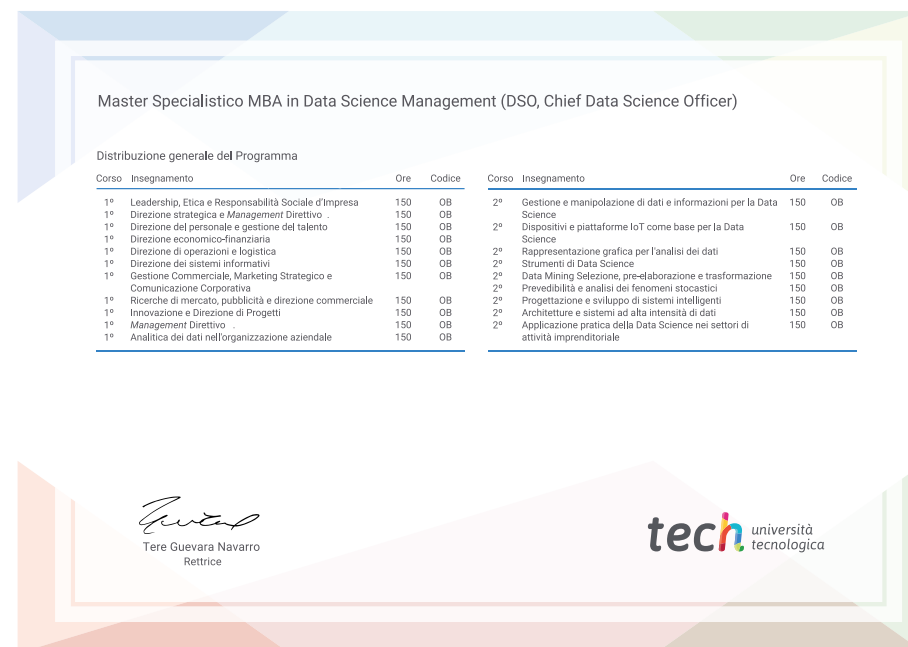 Master Specialistico MBA in Data Science Management (DSO, Chief Data Science Officer)
Distribuzione generale del Programma
Corso Insegnamento Ore Codice
1º Leadership, Etica e Responsabilità Sociale d'Impresa 150 OB
1º Direzione strategica e Management Direttivo . 150 OB
1º Direzione del personale e gestione del talento 150 OB
1º Direzione economico-finanziaria 150 OB
1º Direzione di operazioni e logistica 150 OB
1º Direzione dei sistemi informativi 150 OB
1º Gestione Commerciale, Marketing Strategico e 150 OB
Comunicazione Corporativa
1º Ricerche di mercato, pubblicità e direzione commerciale 150 OB
1º Innovazione e Direzione di Progetti 150 OB
1º Management Direttivo . 150 OB
1º Analitica dei dati nell'organizzazione aziendale 150 OB
Corso Insegnamento Ore Codice
2º Gestione e manipolazione di dati e informazioni per la Data 150 OB
Science
2º Dispositivi e piattaforme IoT come base per la Data 150 OB
Science
2º Rappresentazione grafica per l'analisi dei dati 150 OB
2º Strumenti di Data Science 150 OB
2º Data Mining Selezione, pre-elaborazione e trasformazione 150 OB
2º Prevedibilità e analisi dei fenomeni stocastici 150 OB
2º Progettazione e sviluppo di sistemi intelligenti 150 OB
2º Architetture e sistemi ad alta intensità di dati 150 OB
2º Applicazione pratica della Data Science nei settori di 150 OB
attività imprenditoriale
Tere Guevara Navarro
Rettrice
tech università
tecnologica